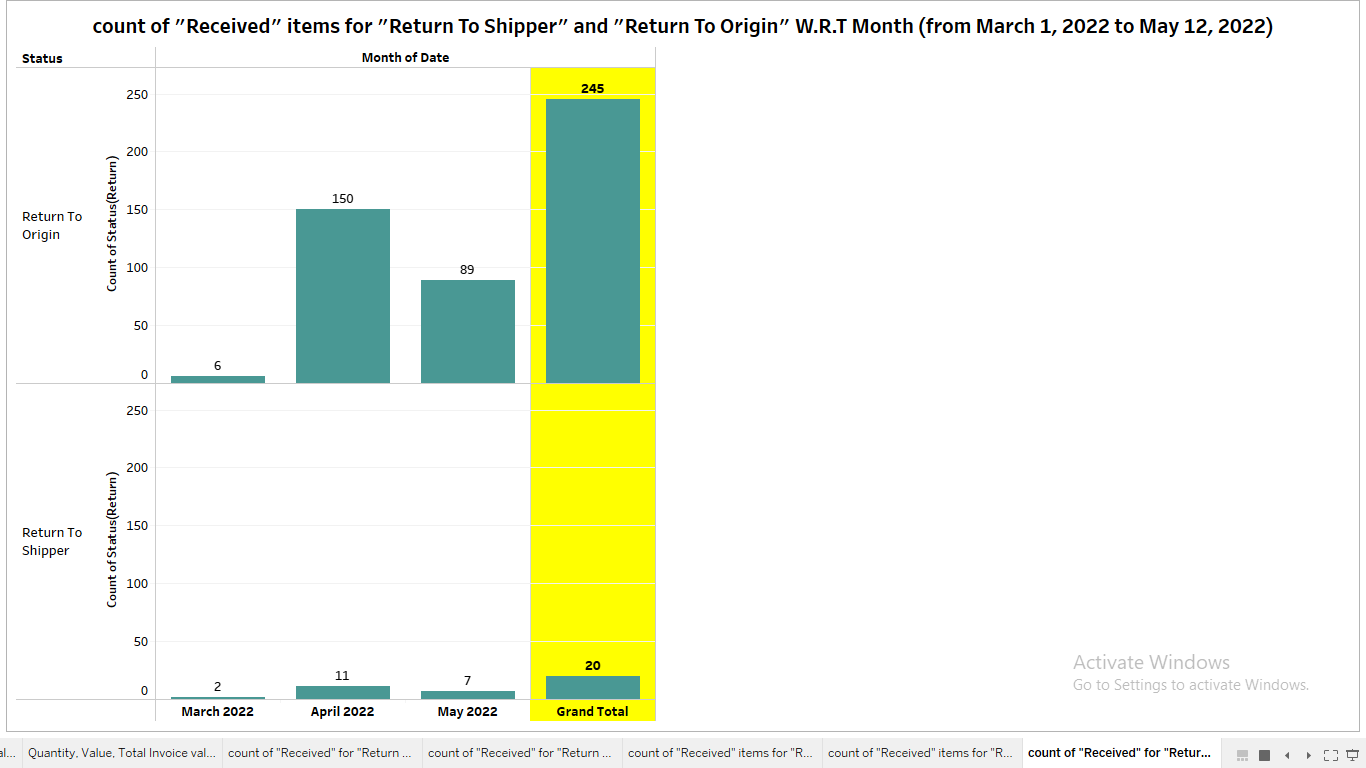 count of "Received" items for "Return To Shipper" and "Return To Origin" W.R.T Month (from March 1, 2022 to May 12, 2022)
Status
Month of Date
Return To
Origin
Count of Status(Return)
250
200
150
100
50
0
6
150
89
245
Return To
Shipper
Count of Status(Return)
250
200
150
100
50
0
2
11
7
20
March 2022
April 2022
May 2022
Grand Total
Activate Windows
Go to Settings to activate Windows.
al...
Quantity, Value, Total Invoice val...
count of "Received" for "Return ...
count of "Received" for "Return ...
count of "Received" items for "R...
count of "Received" items for "R...
count of "Received" for "Retur...